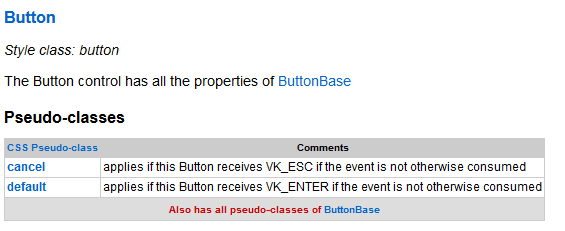 Button
Style class: button
The Button control has all the properties of ButtonBase
Pseudo-classes
CSS Pseudo-class Comments
cancel applies if this Button receives VK_ESC if the event is not otherwise consumed
default applies if this Button receives VK_ENTER if the event is not otherwise consumed
Also has all pseudo-classes of ButtonBase